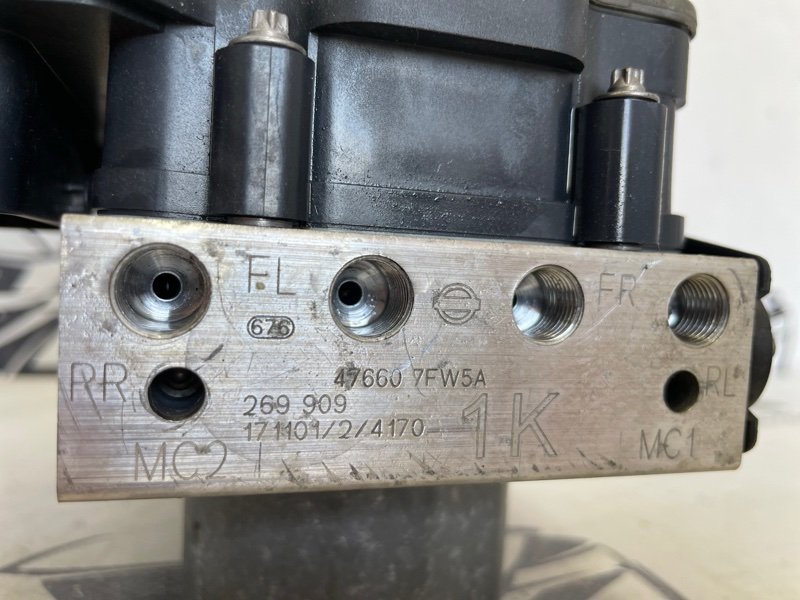 FL
FR
676
RR
47660 7FW5A
RL
269 909
1K
171101/2/4170-
MC2
MC1